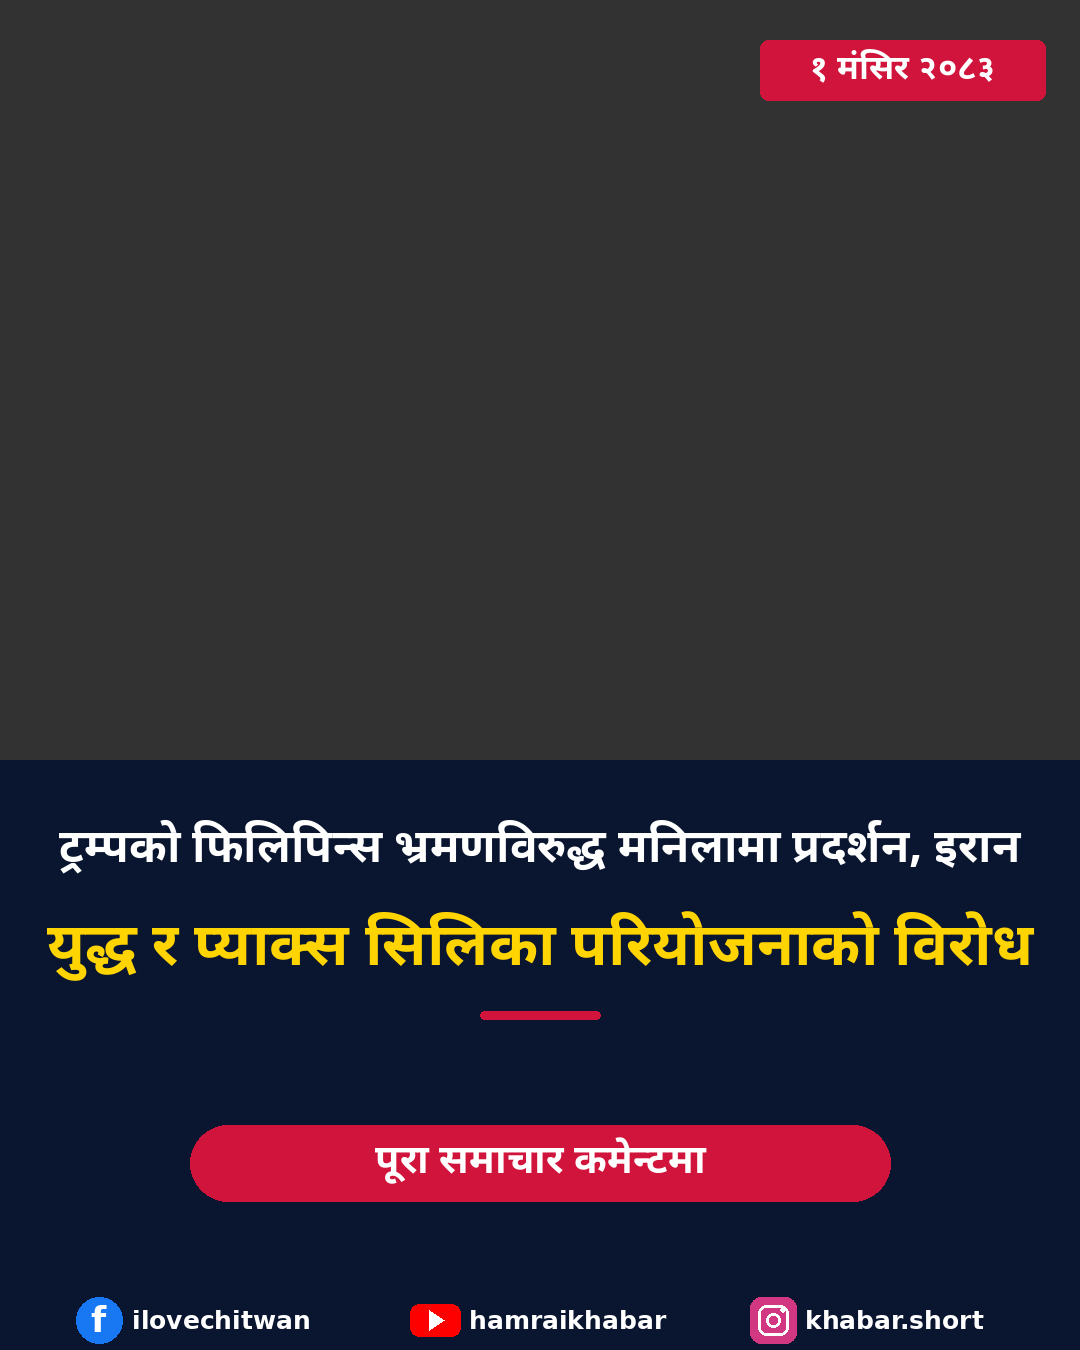 १ मंसिर २०८३
ट्रम्पको फिलिपिन्स भ्रमणविरुद्ध मनिलामा प्रदर्शन, इरान
युद्ध र प्याक्स सिलिका परियोजनाको विरोध
पूरा समाचार कमेन्टमा
ilovechitwan hamraikhabar khabar.short